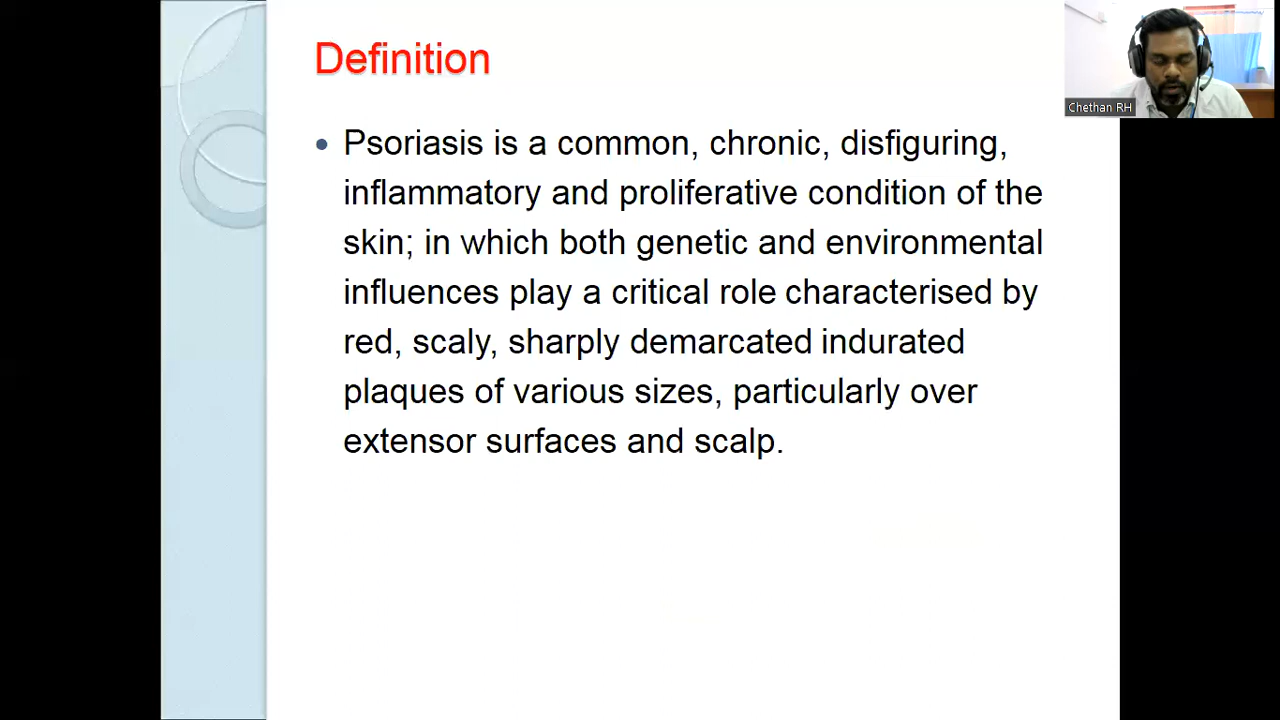 Definition
Chethan RH
• Psoriasis is a common, chronic, disfiguring,
inflammatory and proliferative condition of the
skin; in which both genetic and environmental
influences play a critical role characterised by
red, scaly, sharply demarcated indurated
plaques of various sizes, particularly over
extensor surfaces and scalp.